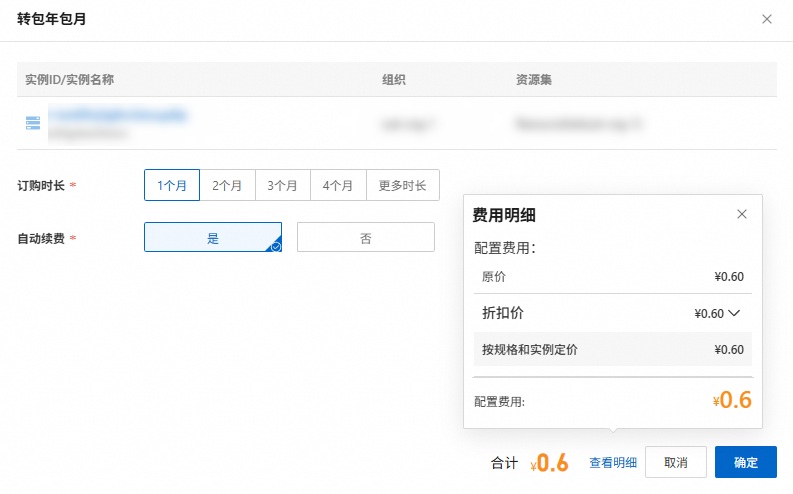 转包年包月
实例ID/实例名称 组织 资源集
订购时长 * 1个月 2个月 3个月 4个月 更多时长
自动续费 * 是 否
费用明细
配置费用：
原价 ¥0.60
折扣价 ¥0.60
按规格和实例定价 ¥0.60
配置费用: ¥0.6
合计 ¥0.6 查看明细 取消 确定